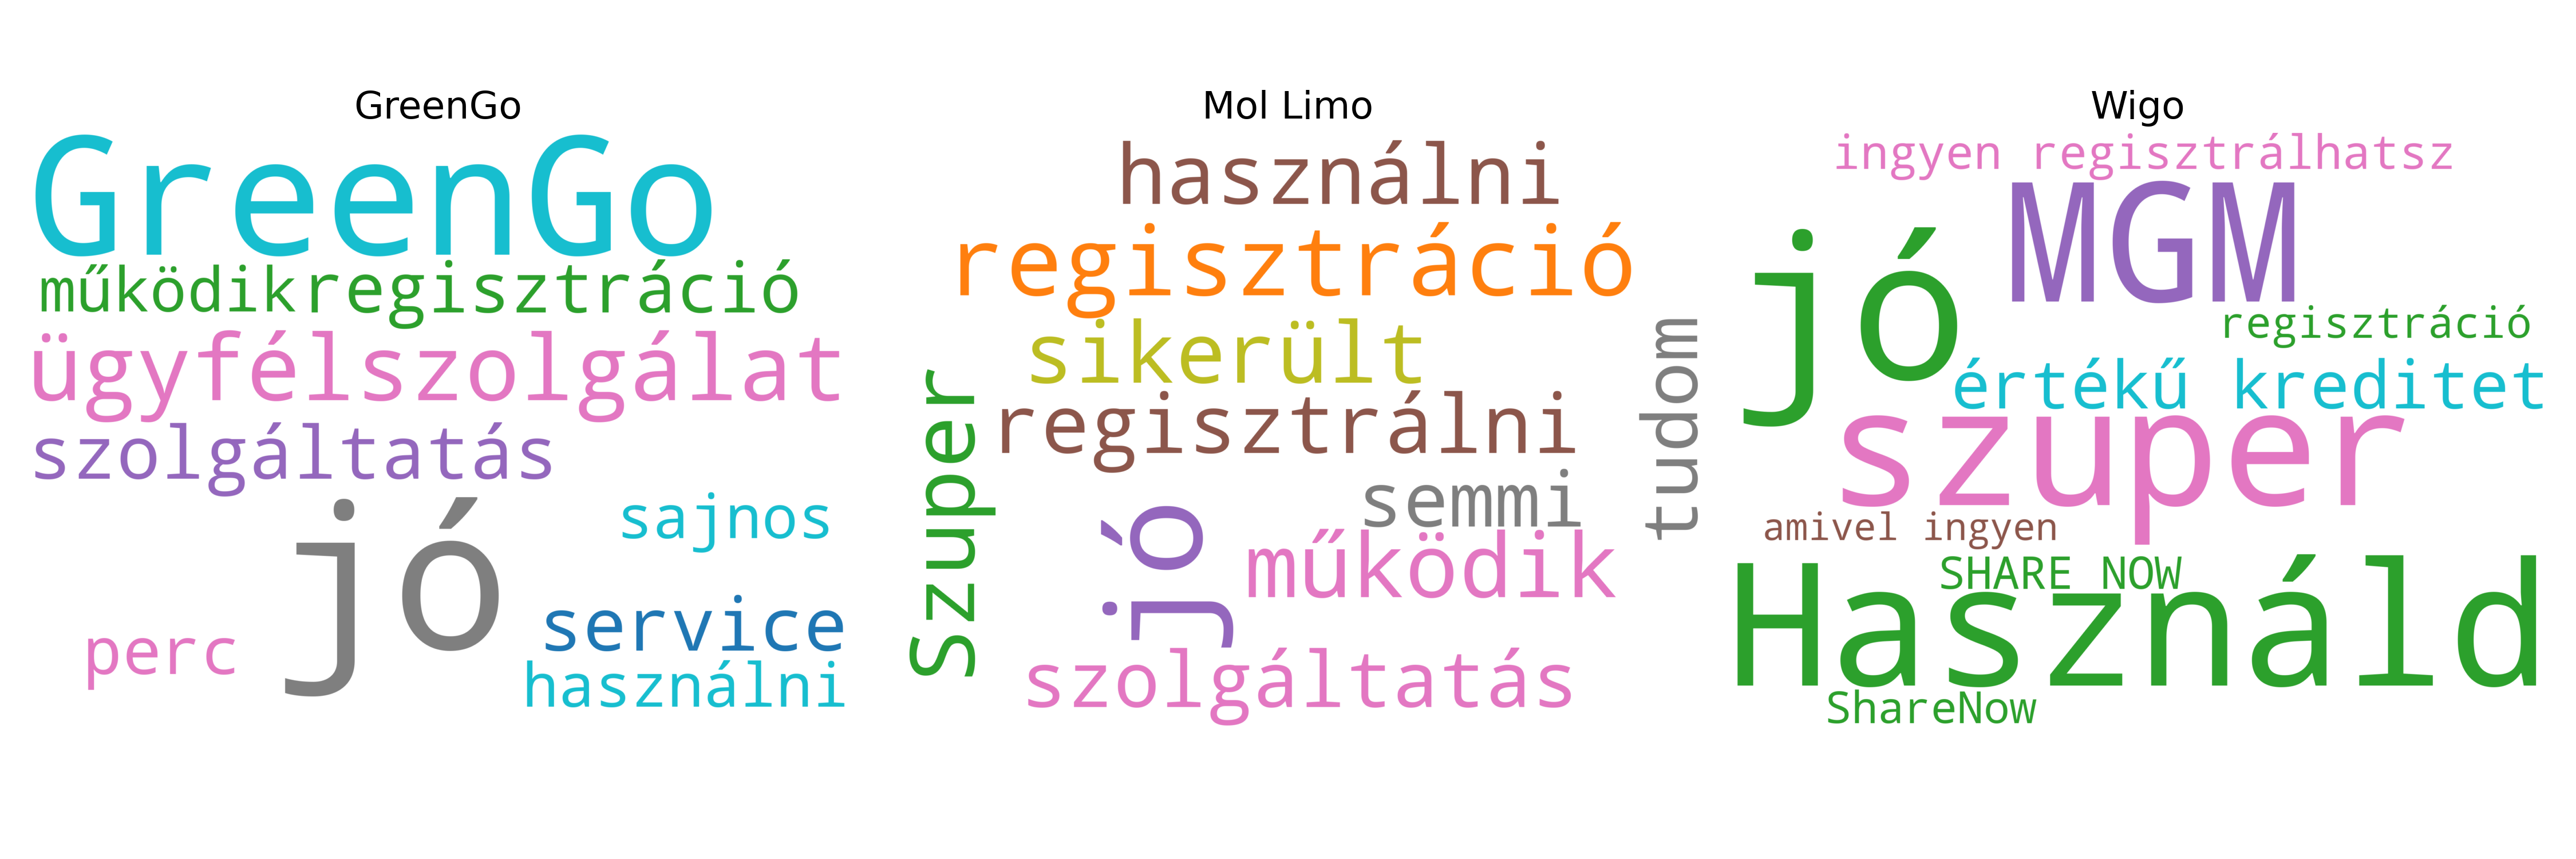 GreenGo
GreenGo
működik regisztráció
ügyfélszolgálat
szolgáltatás
jó
sajnos
service
perc
használni
Mol Limo
használni
regisztráció
sikerült
regisztrálni
Szuper
jó
semmi
működik
szolgáltatás
tudom
Wigo
ingyen regisztrálhatsz
MGM
jó
regisztráció
értékű kreditet
szuper
amivel ingyen
SHARE NOW
Használd
ShareNow